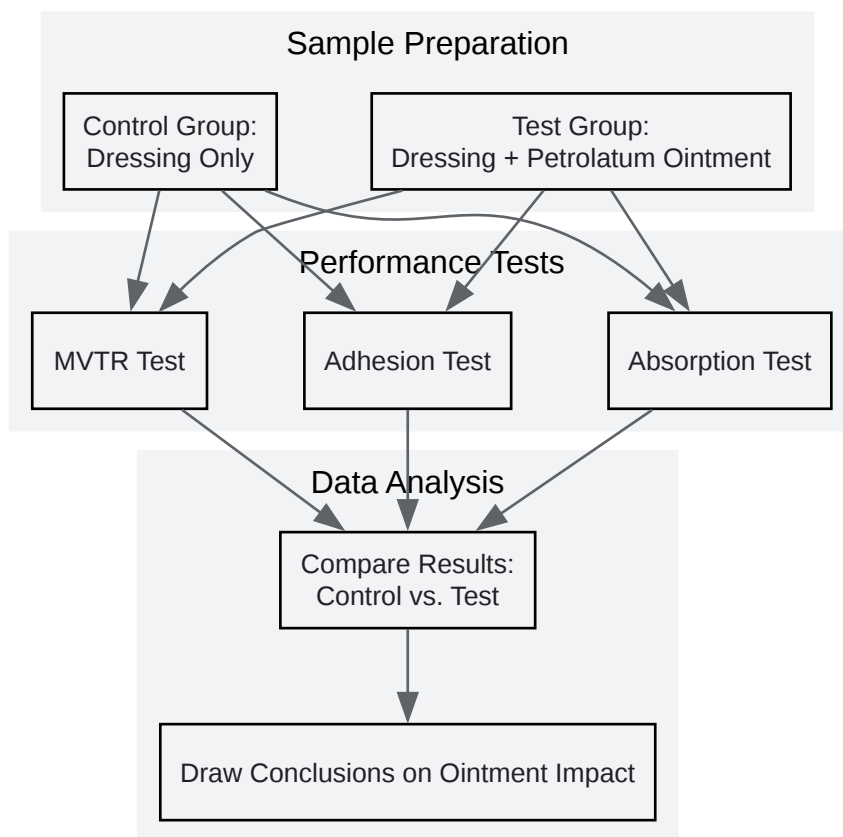 Sample Preparation
Control Group:
Dressing Only
Test Group:
Dressing + Petrolatum Ointment
Performance Tests
MVTR Test
Adhesion Test
Absorption Test
Data Analysis
Compare Results:
Control vs. Test
Draw Conclusions on Ointment Impact